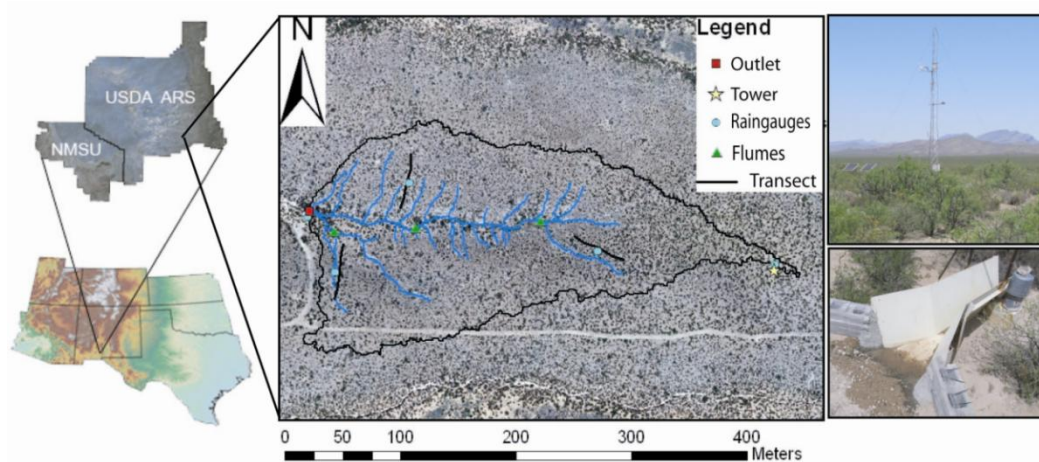 USDA ARS
NMSU
N
Legend
Outlet
Tower
Raingauges
Flumes
Transect
0 50 100 200 300 400
Meters